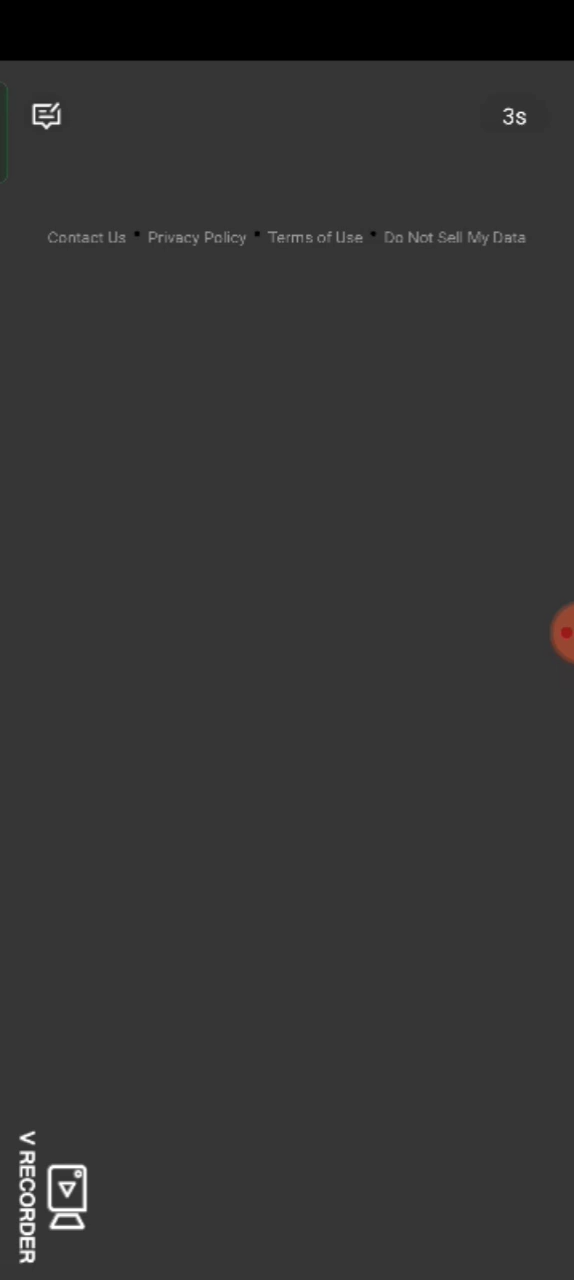 3s
Contact Us • Privacy Policy • Terms of Use • Do Not Sell My Data
V RECORDER